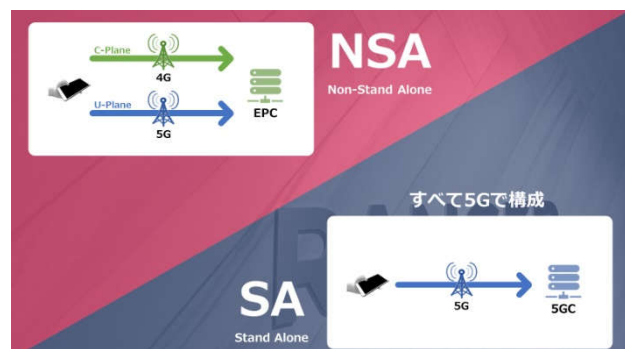 C-Plane
4G
U-Plane
5G
EPC
NSA
Non-Stand Alone
すべて5Gで構成
5G
5GC
SA
Stand Alone